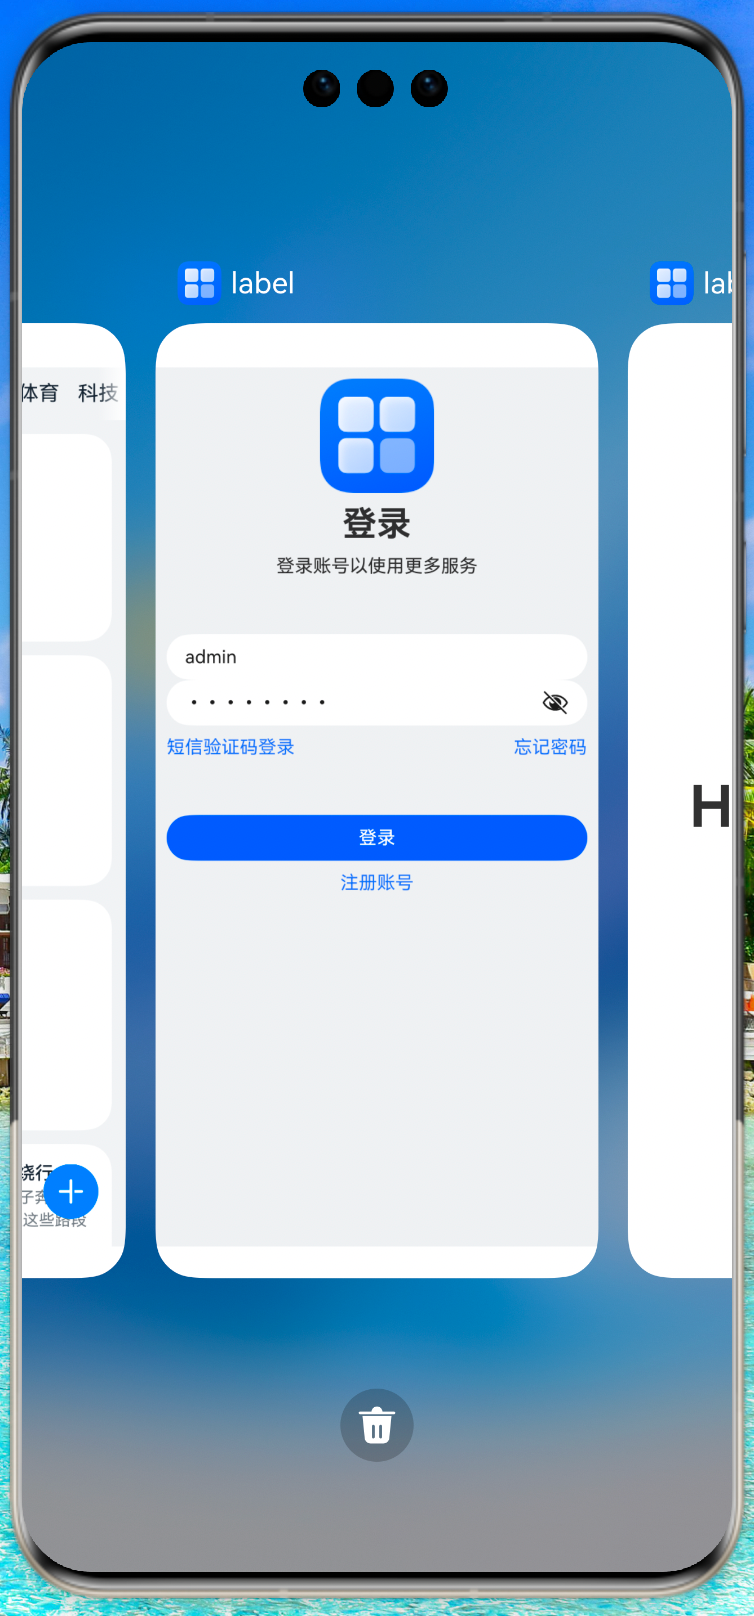 label
lab
体育 科技
登录
登录账号以使用更多服务
admin
••••••••
短信验证码登录 忘记密码
登录
注册账号
H
绕行
这些路段